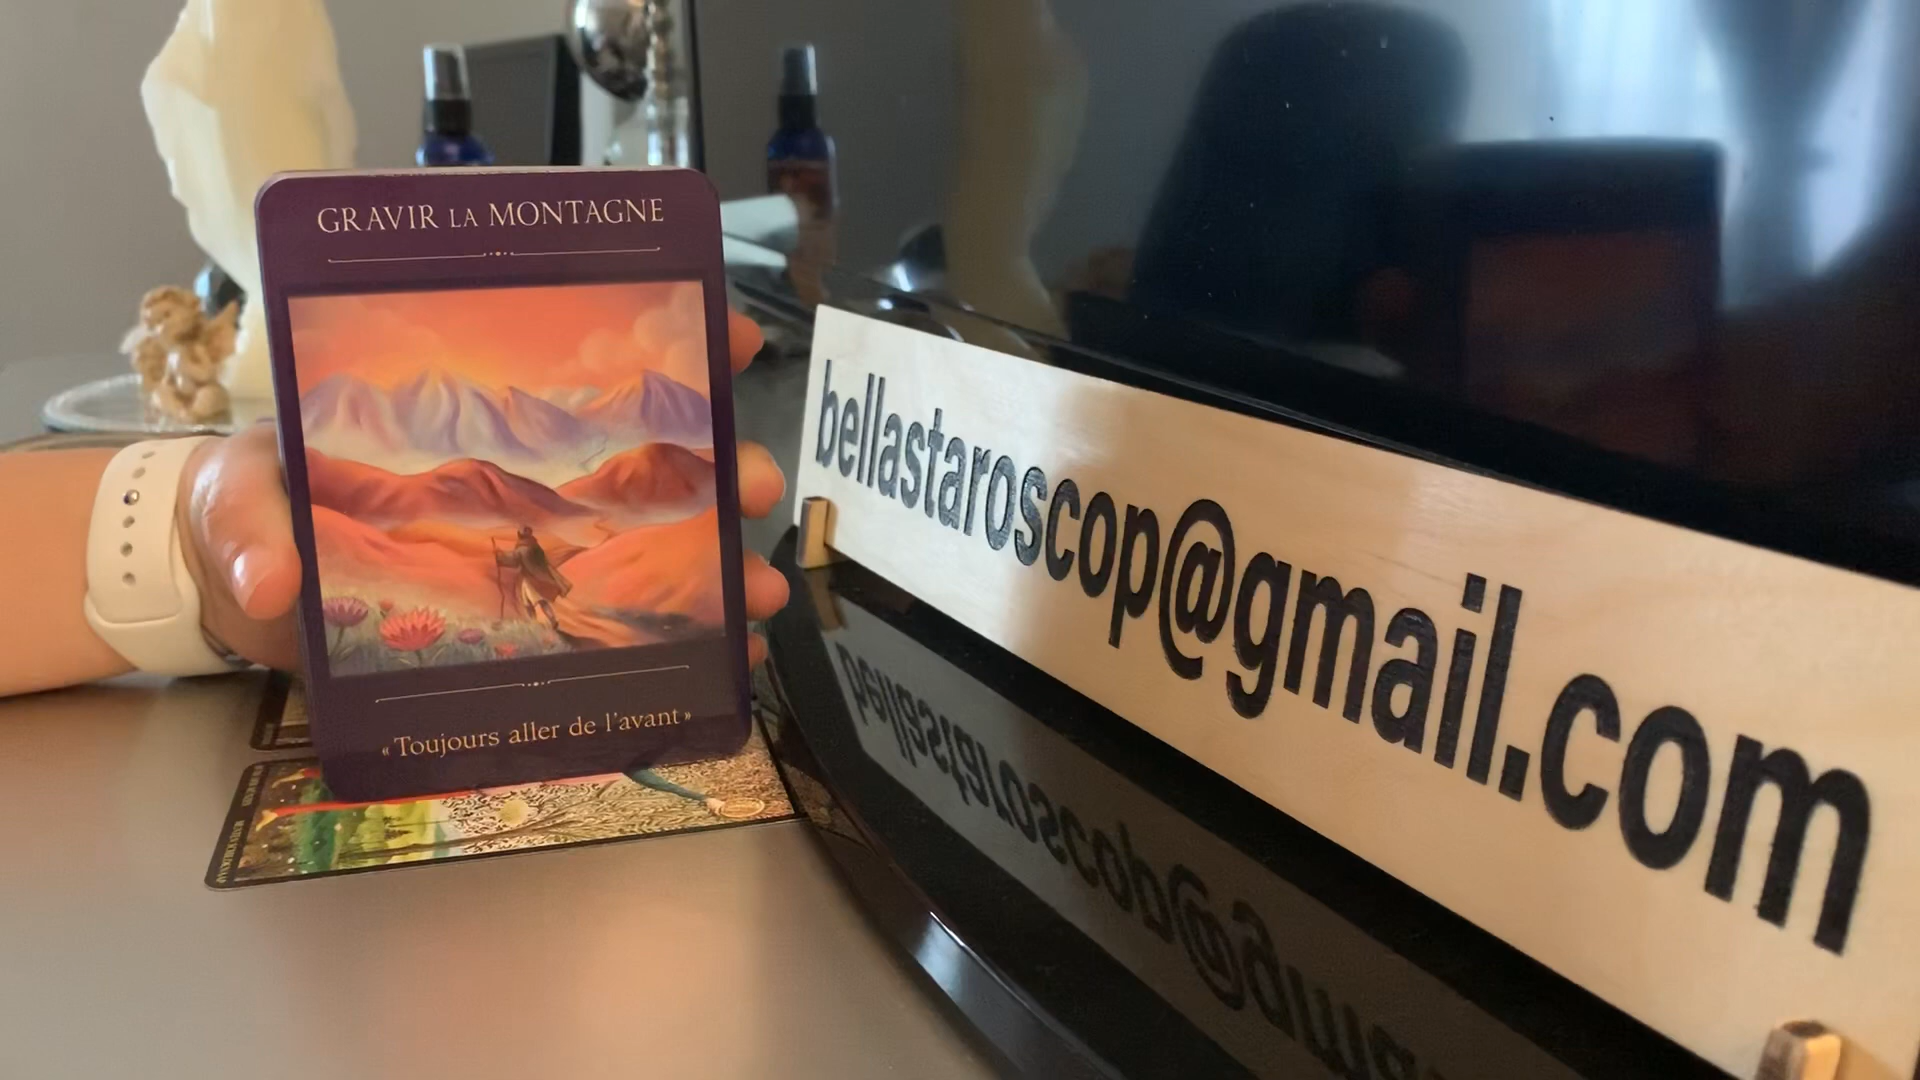 GRAVIR LA MONTAGNE
« Toujours aller de l'avant »
bellastaroscop@gmail.com